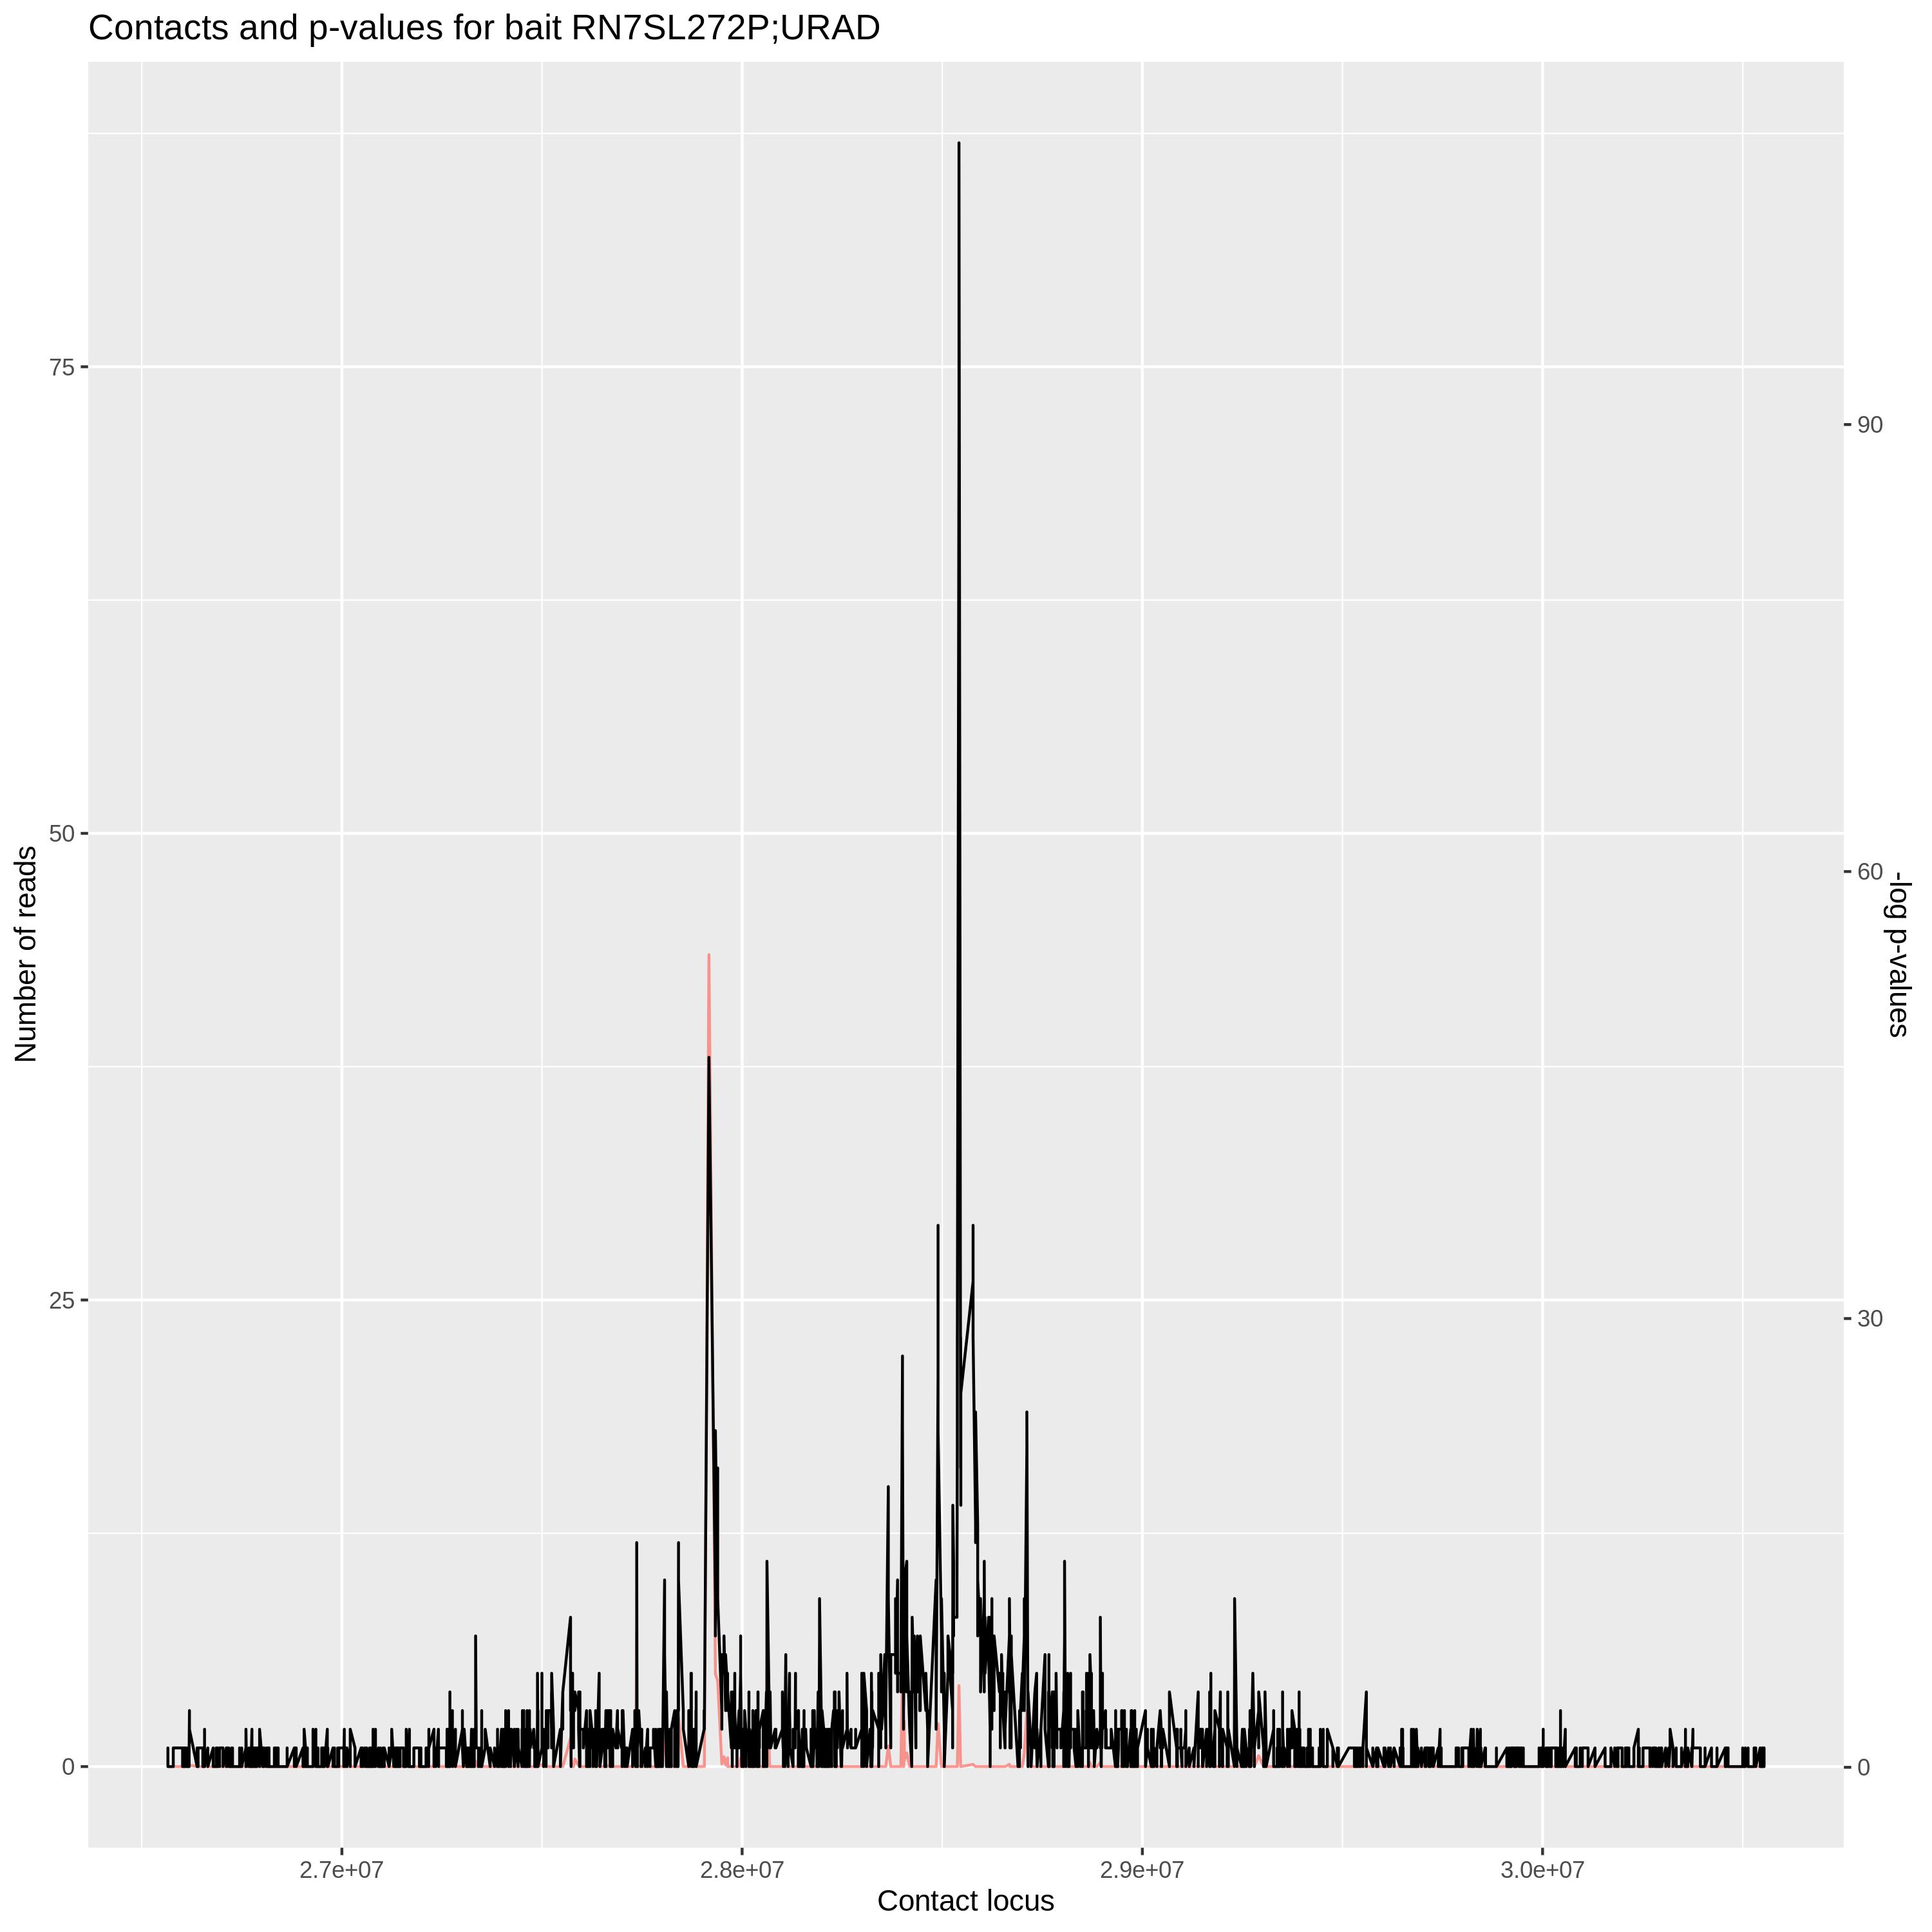 Contacts and p-values for bait RN7SL272P;URAD
75
50
25
0
90
60
30
0
Number of reads
-log p-values
2.7e+07
2.8e+07
2.9e+07
3.0e+07
Contact locus